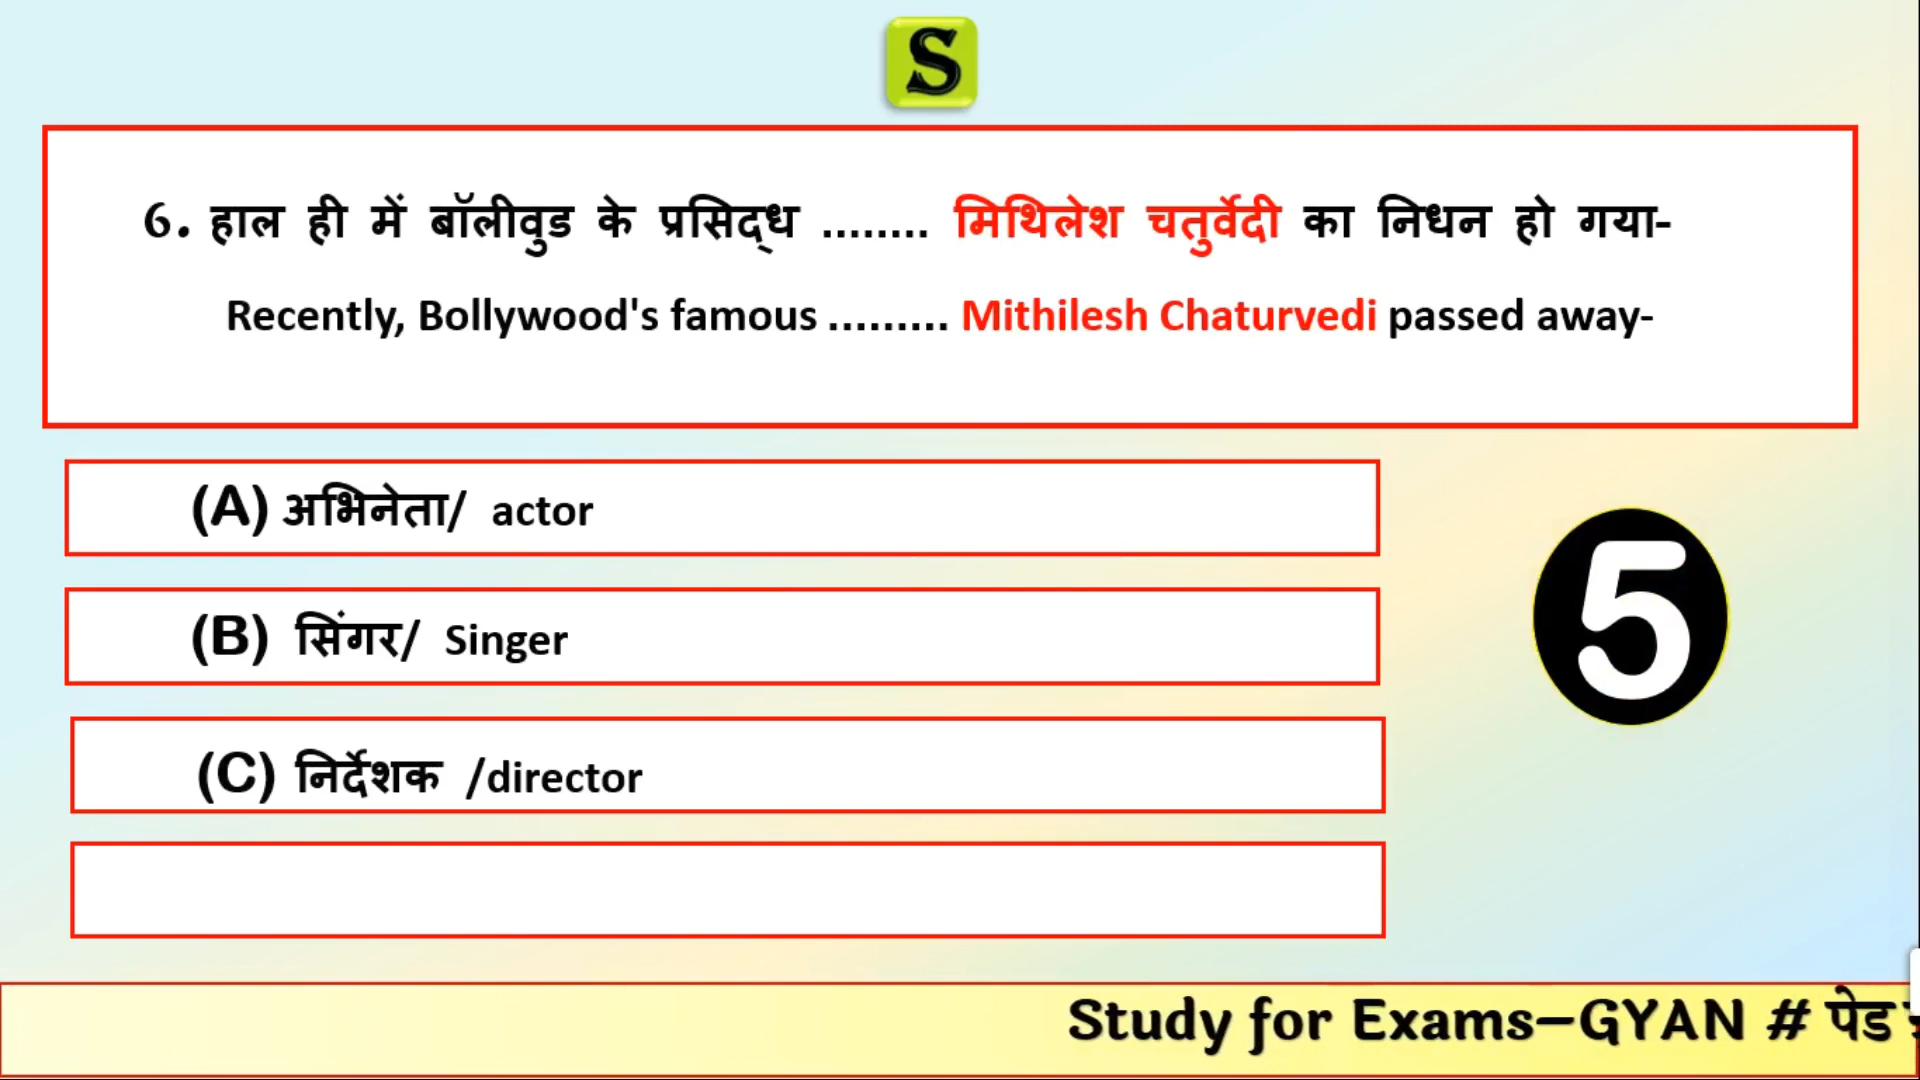 S
6. हाल ही में बॉलीवुड के प्रसिद्ध ........ मिथिलेश चतुर्वेदी का निधन हो गया-
Recently, Bollywood's famous ......... Mithilesh Chaturvedi passed away-
(A) अभिनेता/ actor
(B) सिंगर/ Singer
5
(C) निर्देशक /director
Study for Exams–GYAN # पेड